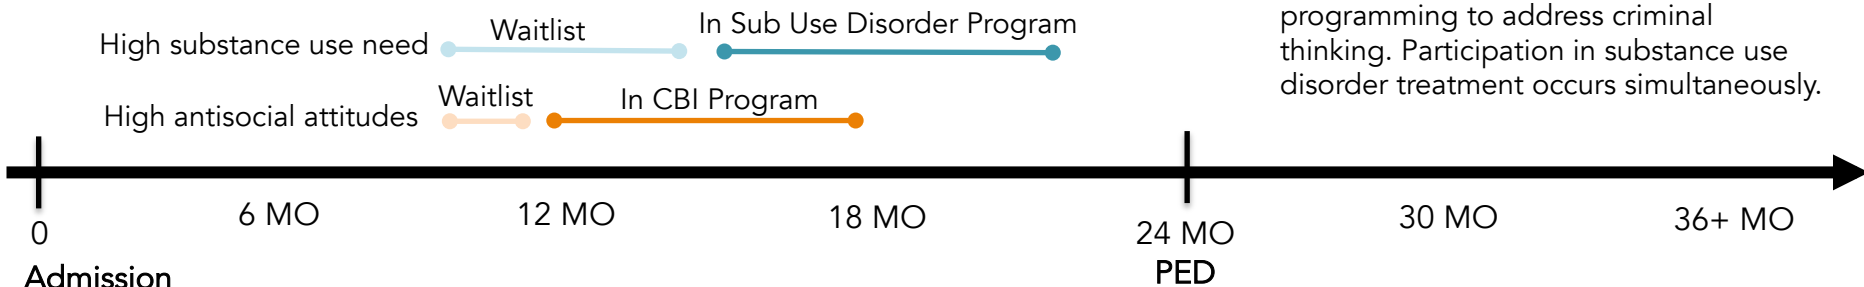 programming to address criminal
thinking. Participation in substance use
disorder treatment occurs simultaneously.
High substance use need
Waitlist
In Sub Use Disorder Program
High antisocial attitudes
Waitlist
In CBI Program
0
6 MO
12 MO
18 MO
24 MO
30 MO
36+ MO
Admission
PED